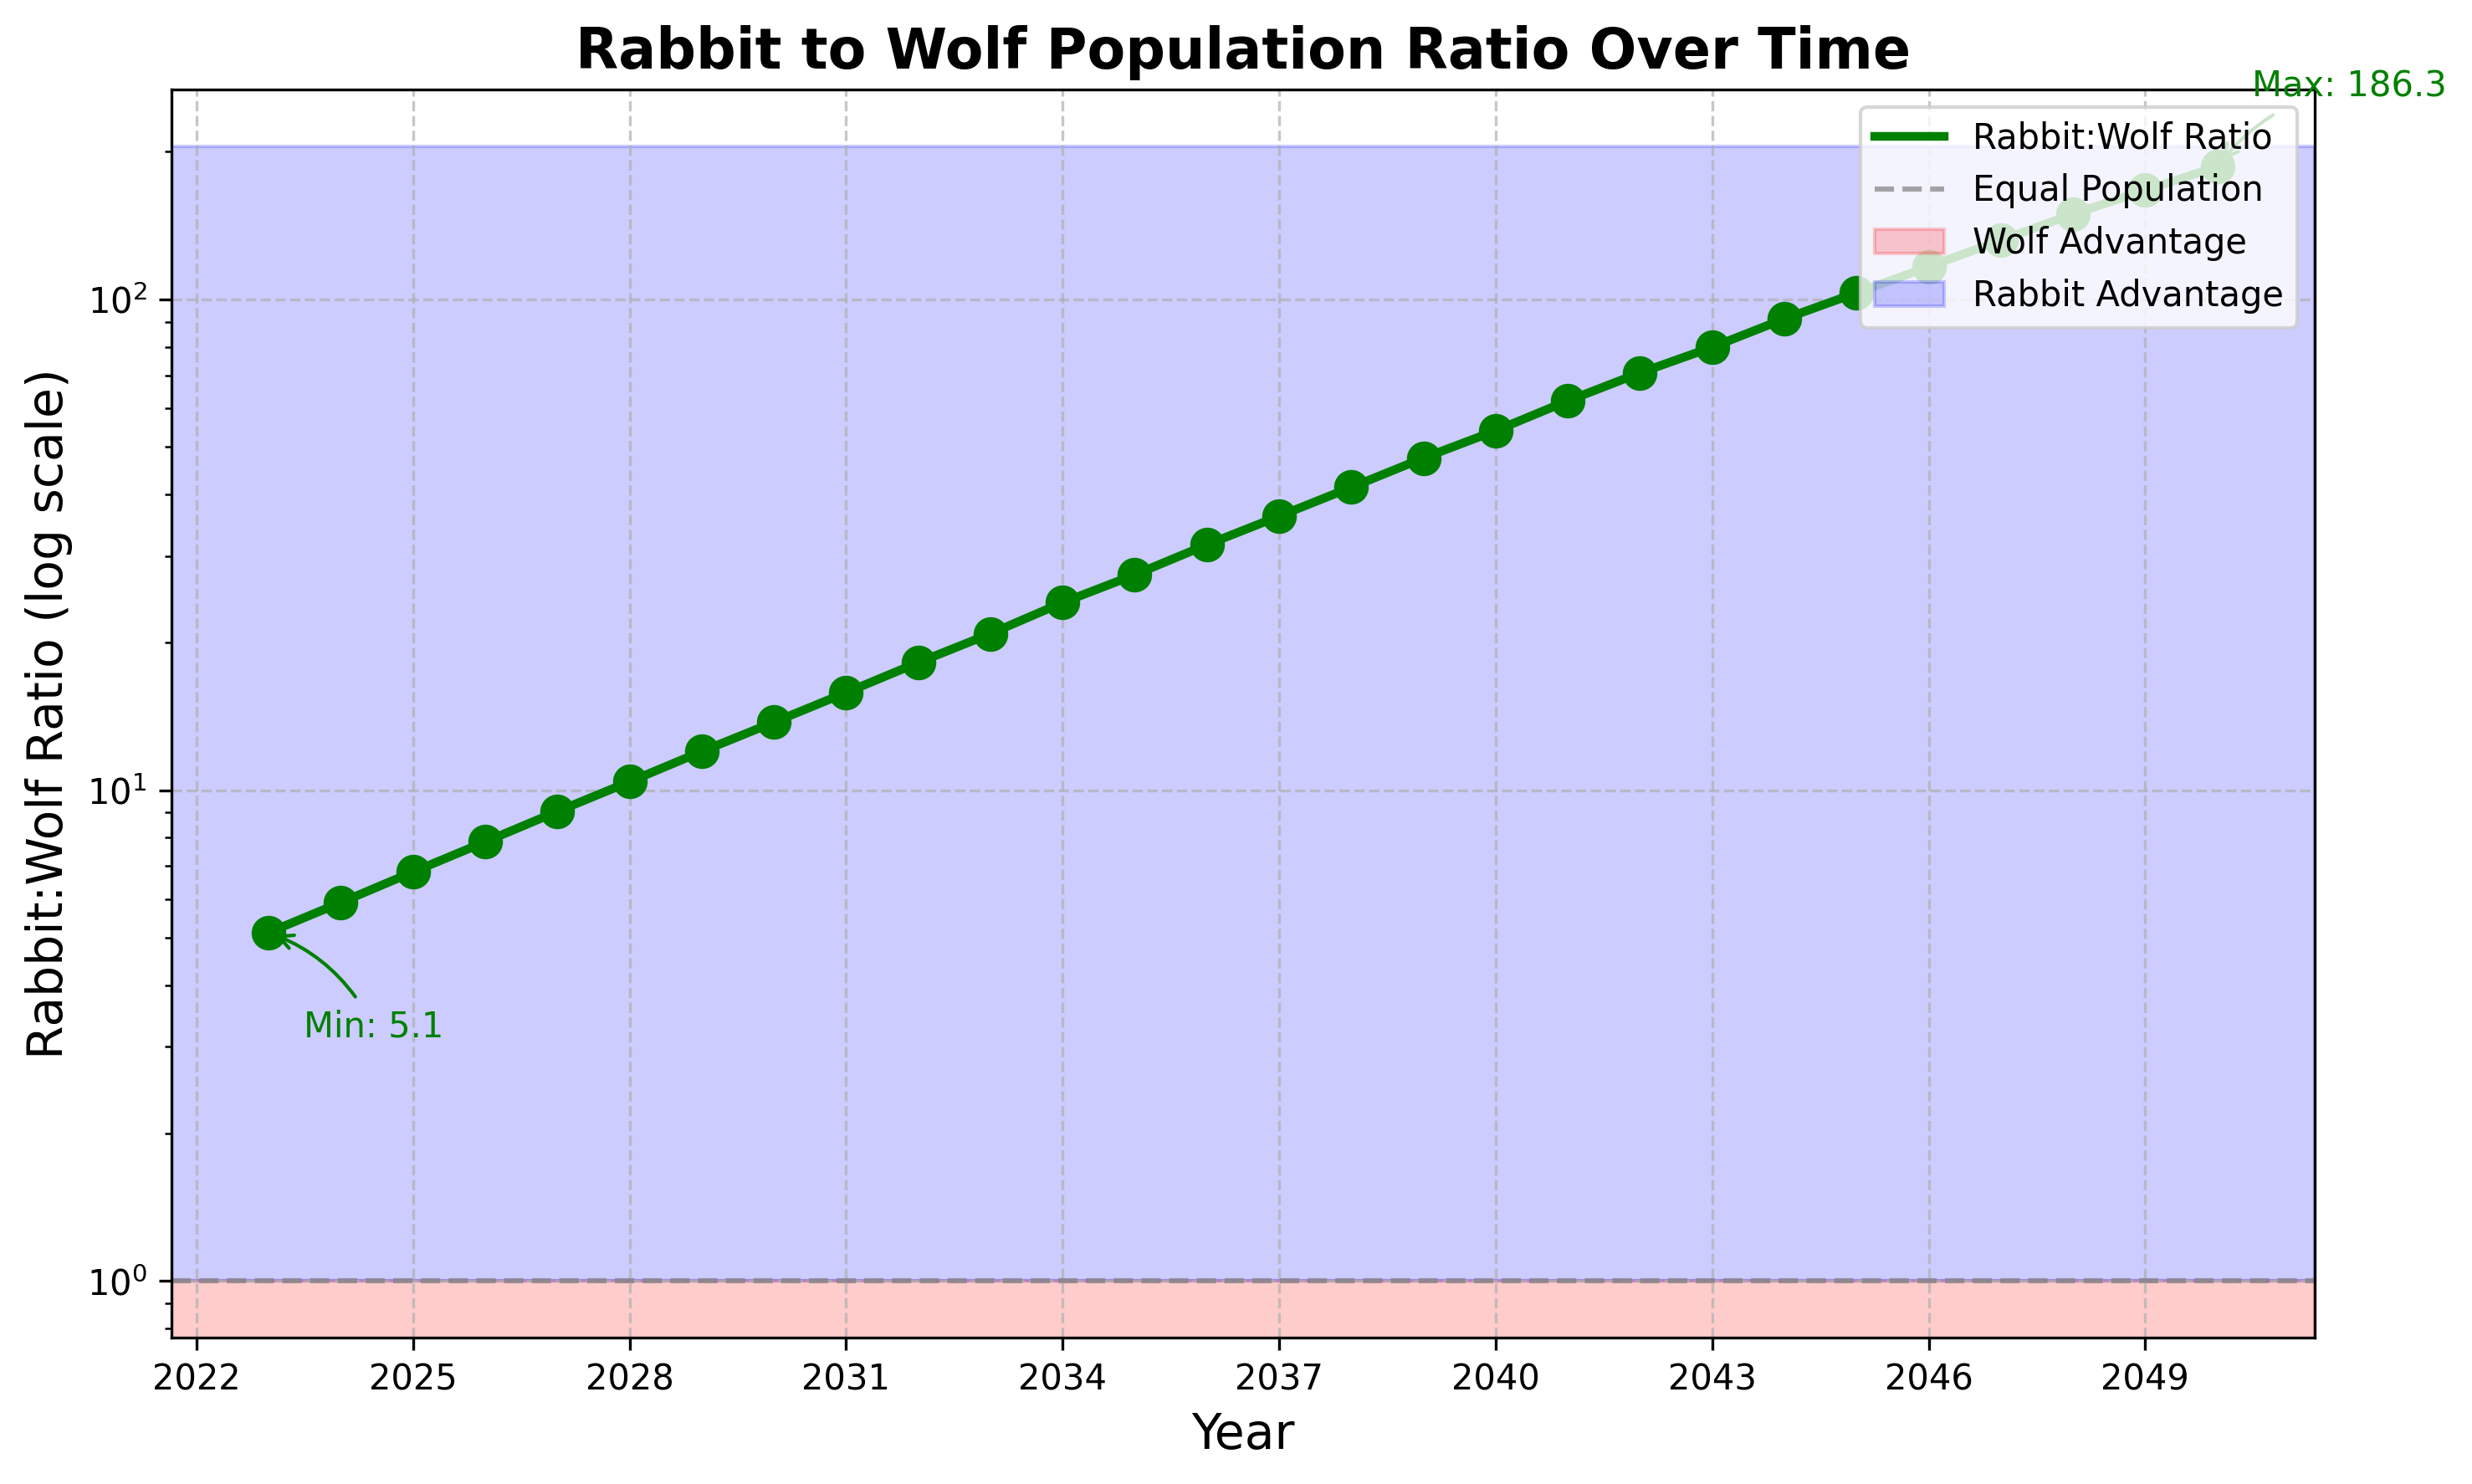 Rabbit to Wolf Population Ratio Over Time
Max: 186.3
Rabbit:Wolf Ratio
Equal Population
Wolf Advantage
Rabbit Advantage
Rabbit:Wolf Ratio (log scale)
10²
10¹
10⁰
Min: 5.1
2022 2025 2028 2031 2034 2037 2040 2043 2046 2049
Year